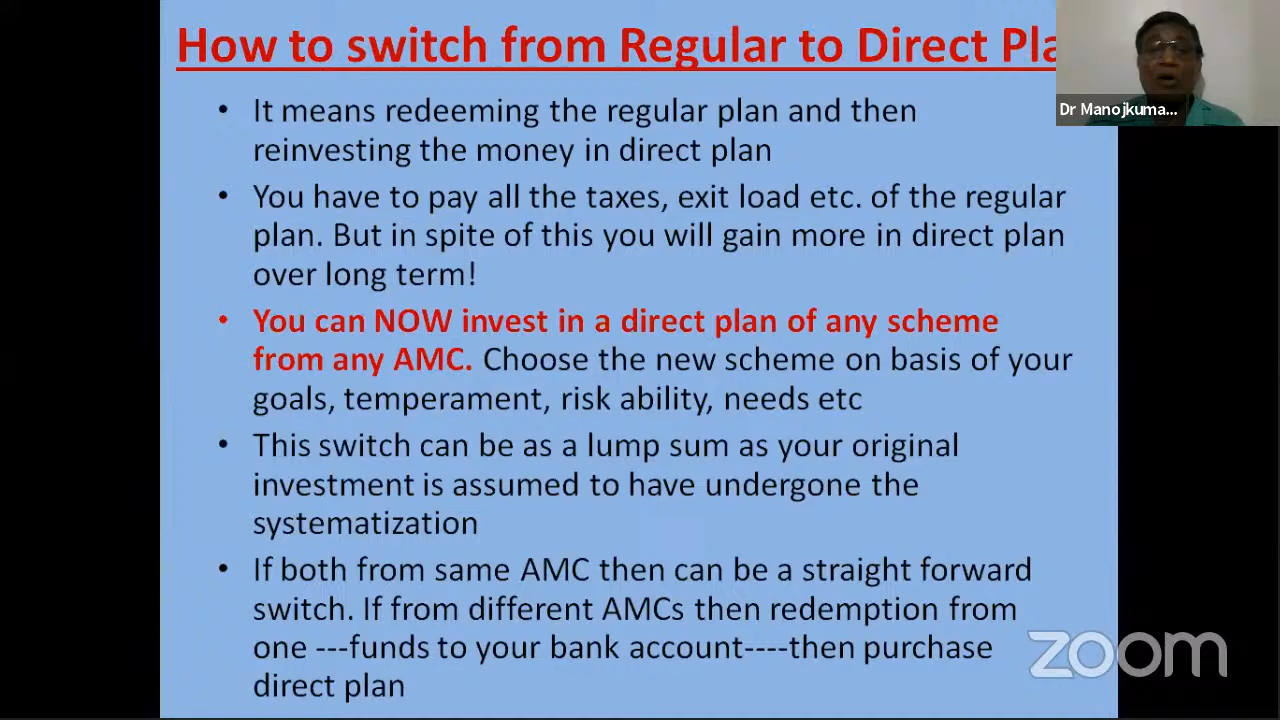 How to switch from Regular to Direct Pla
Dr Manojkuma...
• It means redeeming the regular plan and then
reinvesting the money in direct plan
• You have to pay all the taxes, exit load etc. of the regular
plan. But in spite of this you will gain more in direct plan
over long term!
• You can NOW invest in a direct plan of any scheme
from any AMC. Choose the new scheme on basis of your
goals, temperament, risk ability, needs etc
• This switch can be as a lump sum as your original
investment is assumed to have undergone the
systematization
• If both from same AMC then can be a straight forward
switch. If from different AMCs then redemption from
one ---funds to your bank account----then purchase
direct plan
zoom